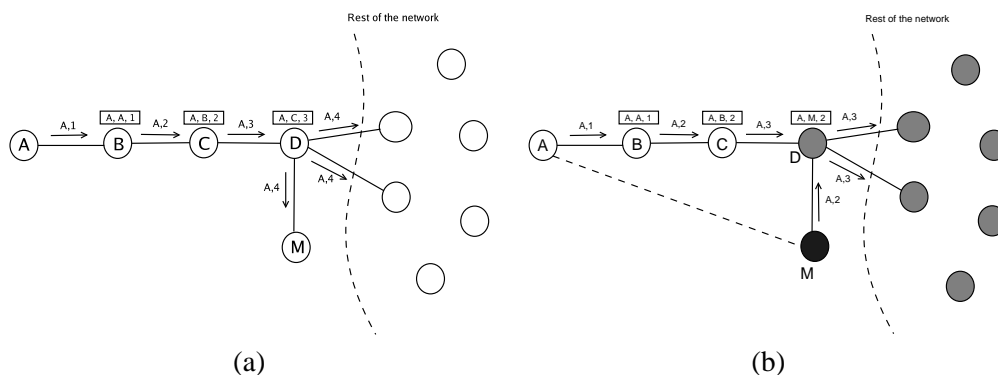 Rest of the network
A, A, 1
A, B, 2
A, C, 3
A,4
A,1
A,2
A,3
A
B
C
D
A,4
A,4
M
(a)
Rest of the network
A, A, 1
A, B, 2
A, M, 2
A,3
A,1
A,2
A,3
A
B
C
D
A,3
A,2
M
(b)